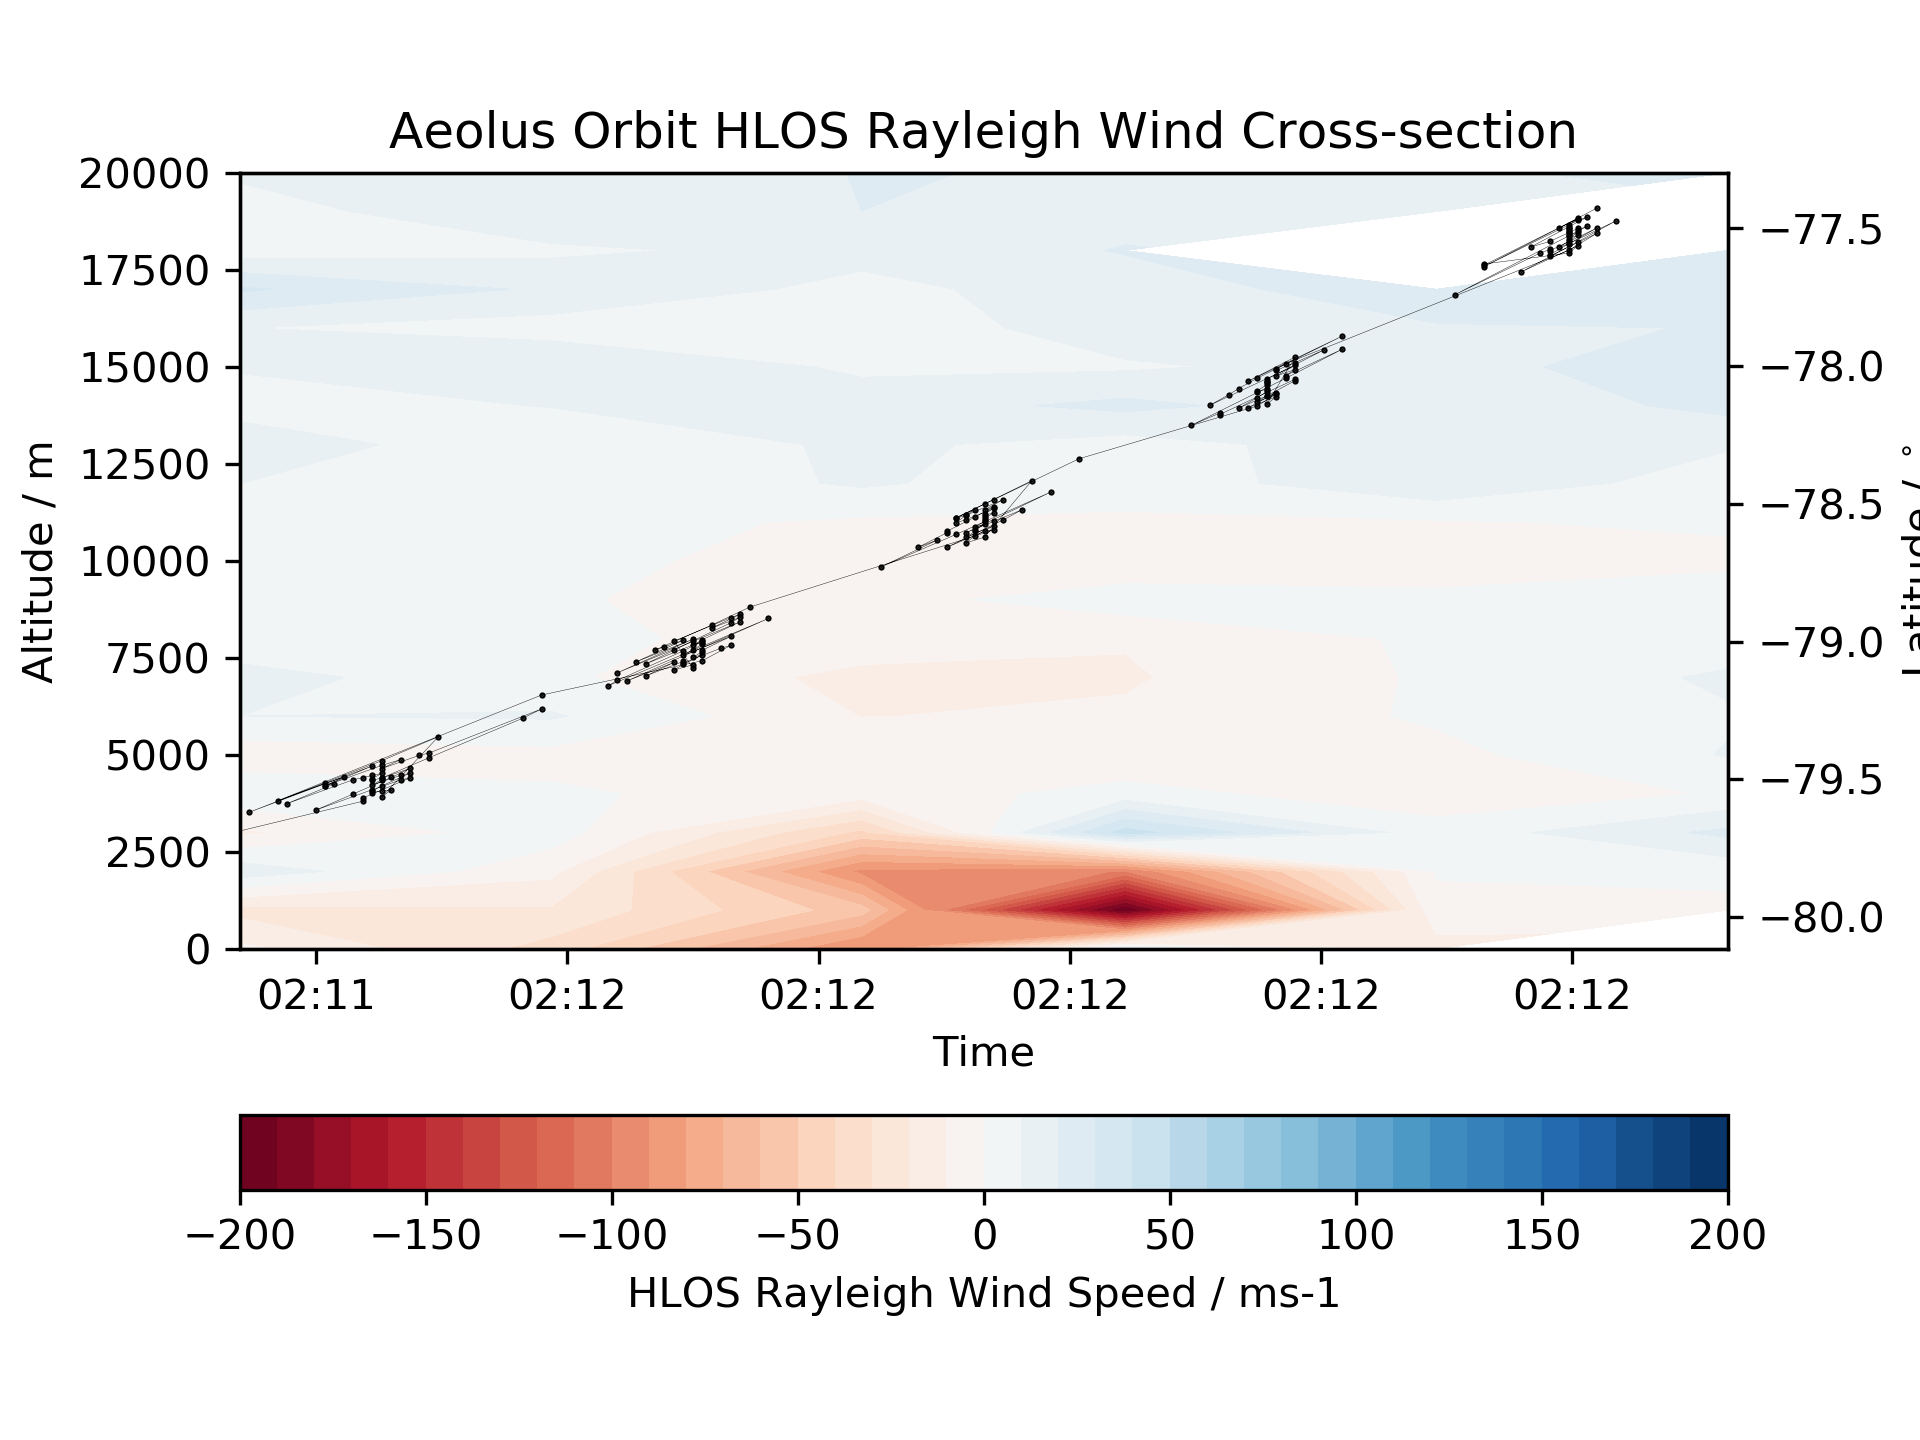 Aeolus Orbit HLOS Rayleigh Wind Cross-section
20000
17500
15000
12500
10000
7500
5000
2500
0
Altitude / m
−77.5
−78.0
−78.5
−79.0
−79.5
−80.0
Latitude / °
02:11 02:12 02:12 02:12 02:12 02:12
Time
−200 −150 −100 −50 0 50 100 150 200
HLOS Rayleigh Wind Speed / ms-1